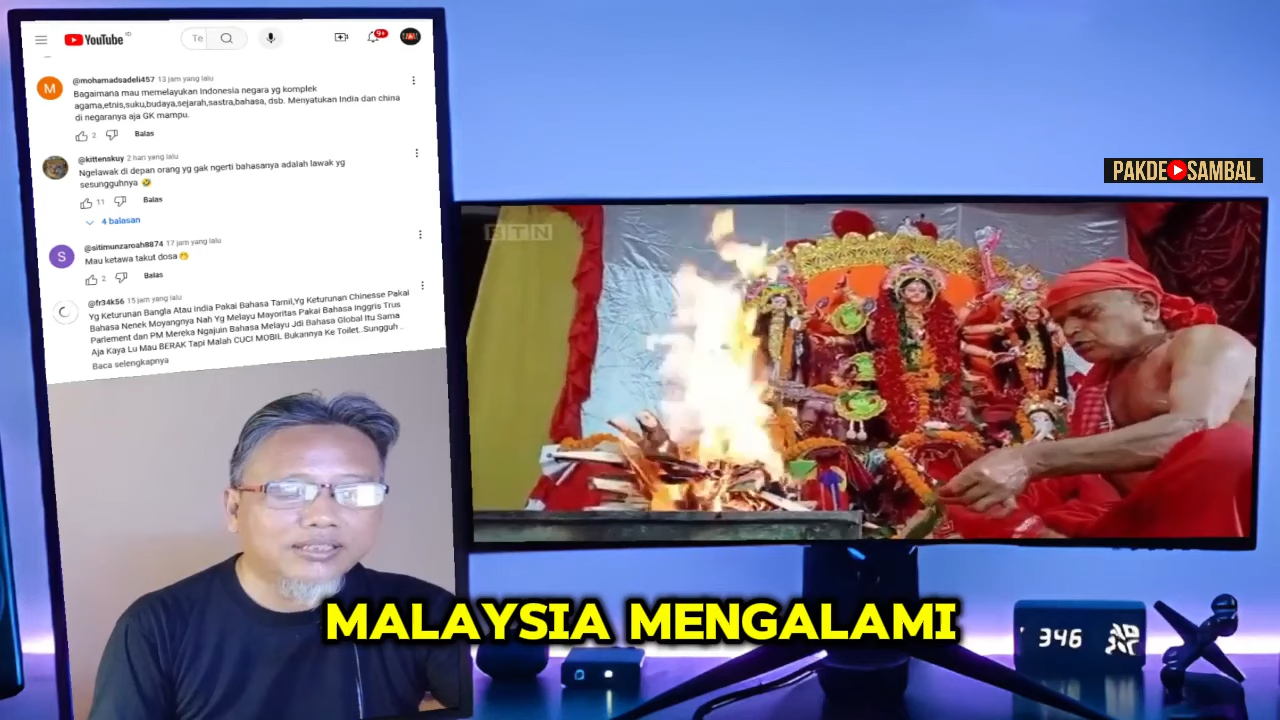 YouTube ID
Te
9+
@mohamadsadeli457 13 jam yang lalu
Bagaimana mau memelayukan Indonesia negara yg komplek
agama,etnis,suku,budaya,sejarah,sastra,bahasa, dsb. Menyatukan India dan china
di negaranya aja GK mampu.
2 Balas
@kittenskuy 2 hari yang lalu
Ngelawak di depan orang yg gak ngerti bahasanya adalah lawak yg
sesungguhnya 🤣
11 Balas
4 balasan
@sitimunzaroah8874 17 jam yang lalu
Mau ketawa takut dosa🤭
2 Balas
@fr34k56 15 jam yang lalu
Yg Keturunan Bangla Atau India Pakai Bahasa Tamil,Yg Keturunan Chinesse Pakai
Bahasa Nenek Moyangnya Nah Yg Melayu Mayoritas Pakai Bahasa Inggris Trus
Parlement dan PM Mereka Ngajuin Bahasa Melayu Jdi Bahasa Global Itu Sama
Aja Kaya Lu Mau BERAK Tapi Malah CUCI MOBIL Bukannya Ke Toilet..Sungguh ..
Baca selengkapnya
M
S
PAKDE SAMBAL
BTN
MALAYSIA MENGALAMI
346